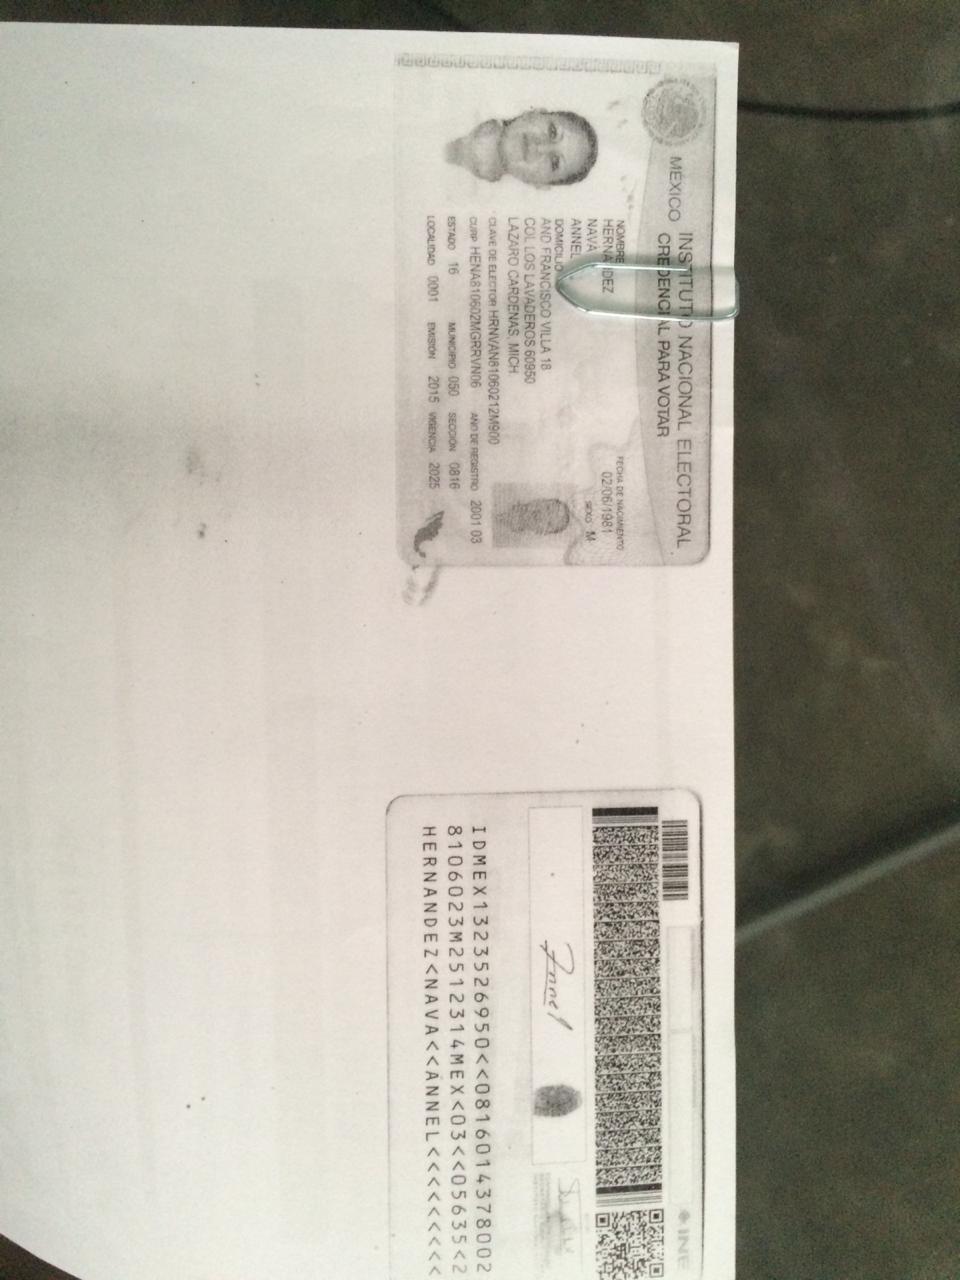 MÉXICO INSTITUTO NACIONAL ELECTORAL
CREDENCIAL PARA VOTAR
NOMBRE
HERNANDEZ
NAVA
ANNEL
FECHA DE NACIMIENTO
02/06/1981
SEXO M
DOMICILIO
AND FRANCISCO VILLA 18
COL LOS LAVADEROS 60950
LAZARO CARDENAS, MICH.
CLAVE DE ELECTOR HRNVAN81060212M900
CURP HENA810602MGRRVN06 AÑO DE REGISTRO 2001 03
ESTADO 16 MUNICIPIO 050 SECCIÓN 0816
LOCALIDAD 0001 EMISIÓN 2015 VIGENCIA 2025
INE
Annel
IDMEX1323526950<<0816014378002
8106023M2512314MEX<03<<05635<2
HERNANDEZ<NAVA<<ANNEL<<<<<<<<<